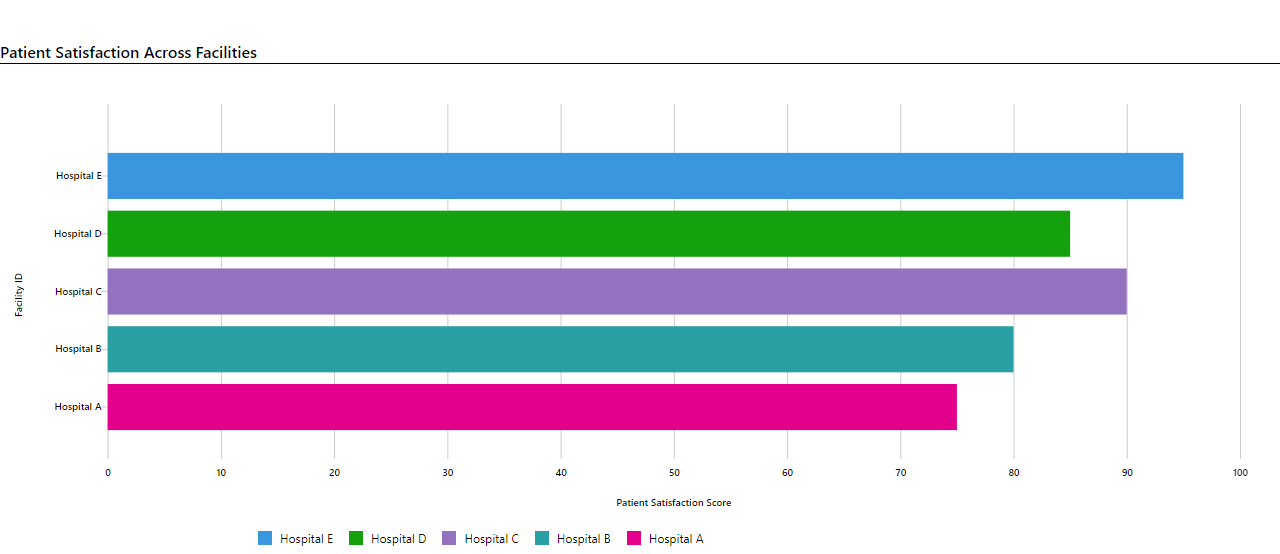 Patient Satisfaction Across Facilities
Hospital E
Hospital D
Hospital C
Hospital B
Hospital A
Facility ID
0 10 20 30 40 50 60 70 80 90 100
Patient Satisfaction Score
Hospital E Hospital D Hospital C Hospital B Hospital A